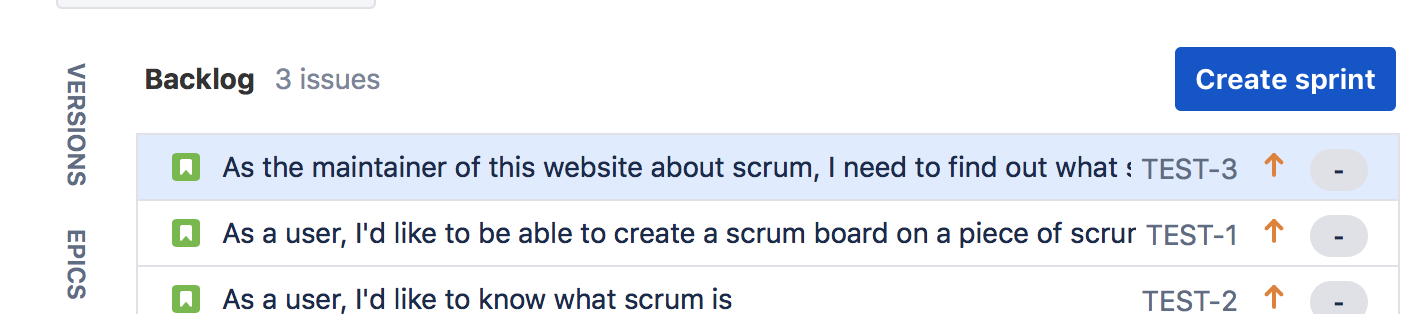 VERSIONS
EPICS
Backlog 3 issues
Create sprint
As the maintainer of this website about scrum, I need to find out what TEST-3 -
As a user, I'd like to be able to create a scrum board on a piece of TEST-1 -
As a user, I'd like to know what scrum is TEST-2 -